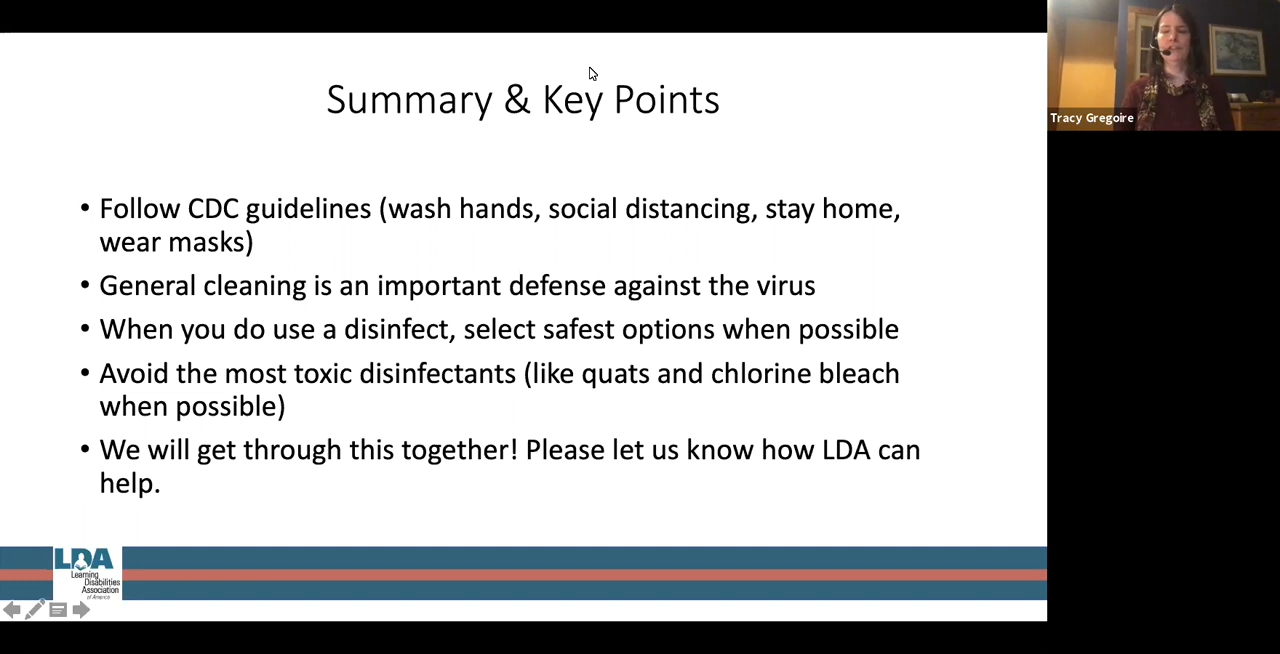 Summary & Key Points
Tracy Gregoire
• Follow CDC guidelines (wash hands, social distancing, stay home,
wear masks)
• General cleaning is an important defense against the virus
• When you do use a disinfect, select safest options when possible
• Avoid the most toxic disinfectants (like quats and chlorine bleach
when possible)
• We will get through this together! Please let us know how LDA can
help.
LDA
Learning
Disabilities
Association
of America